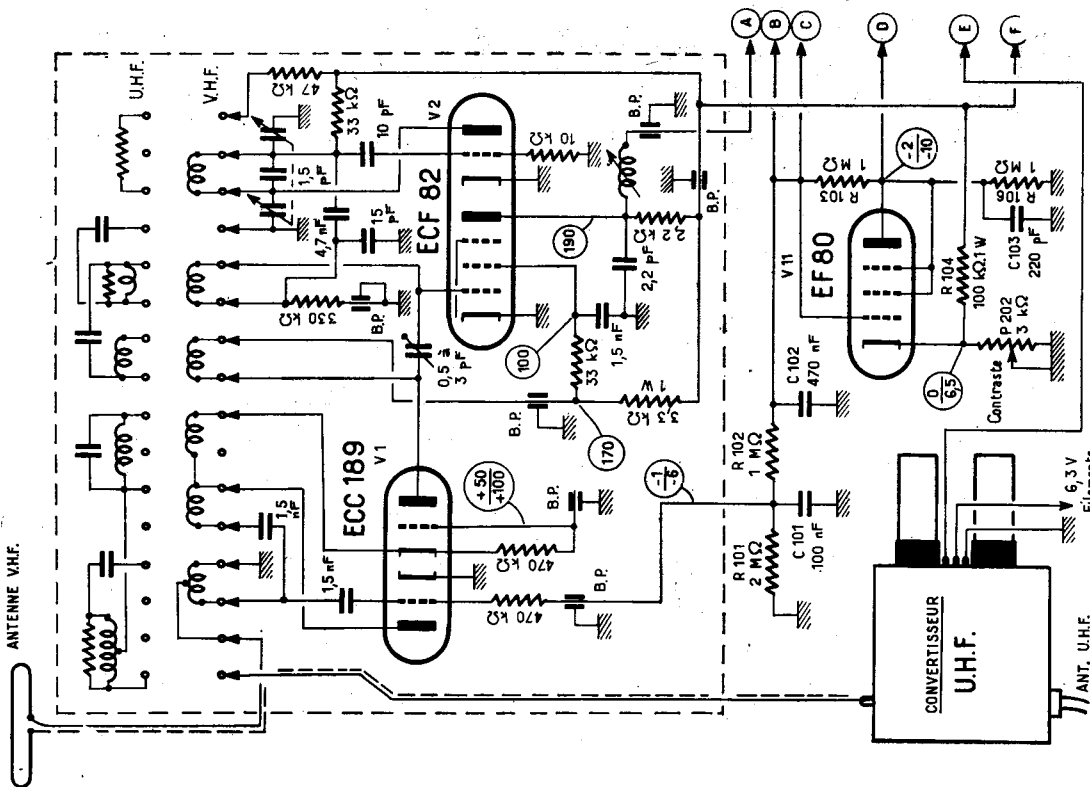 ANTENNE V.H.F.
U.H.F.
V.H.F.
47 kΩ
33 kΩ
10 pF
1,5 pF
4,7 nF
15 pF
330 kΩ
B.P.
1,5 nF
1,5 nF
ECF 82
V2
10 kΩ
B.P.
B.P.
190
2,2 kΩ
2,2 pF
1,5 nF
100
33 kΩ
0,5
3 pF
B.P.
3,3 kΩ
1 W
170
ECC 189
V1
+50
+100
B.P.
470 kΩ
470 kΩ
B.P.
-1
-6
A
B
C
D
E
F
R 103
1 MΩ
-2
-10
R 106
1 MΩ
C103
220 pF
V 11
EF 80
R 104
100 kΩ.1W
P 202
3 kΩ
Contraste
0
6,5
C 102
470 nF
R 102
1 MΩ
C 101
100 nF
R 101
2 MΩ
CONVERTISSEUR
U.H.F.
6,3 V
ANT. U.H.F.